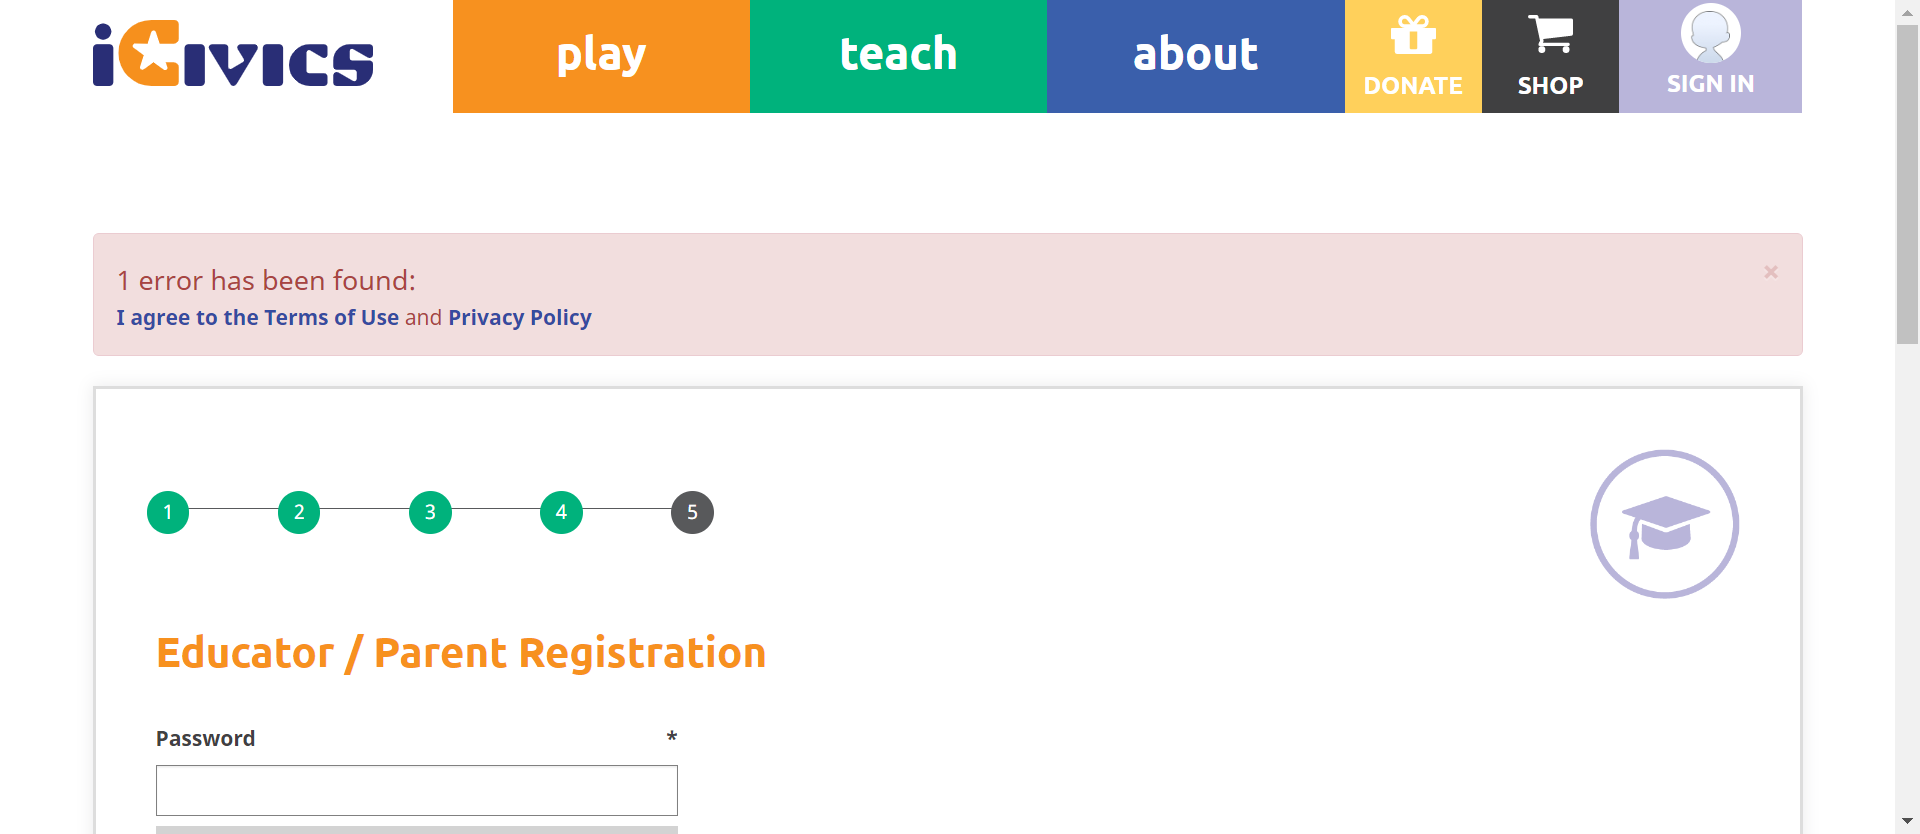 iCivics
play
teach
about
DONATE
SHOP
SIGN IN
1 error has been found:
×
I agree to the Terms of Use and Privacy Policy
1
2
3
4
5
Educator / Parent Registration
Password *